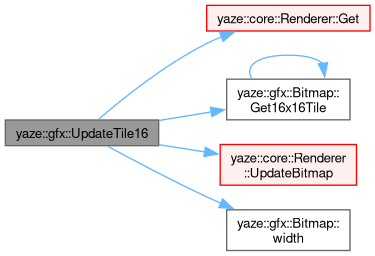 yaze::core::Renderer::Get
yaze::gfx::Bitmap::
Get16x16Tile
yaze::gfx::UpdateTile16
yaze::core::Renderer
::UpdateBitmap
yaze::gfx::Bitmap::
width